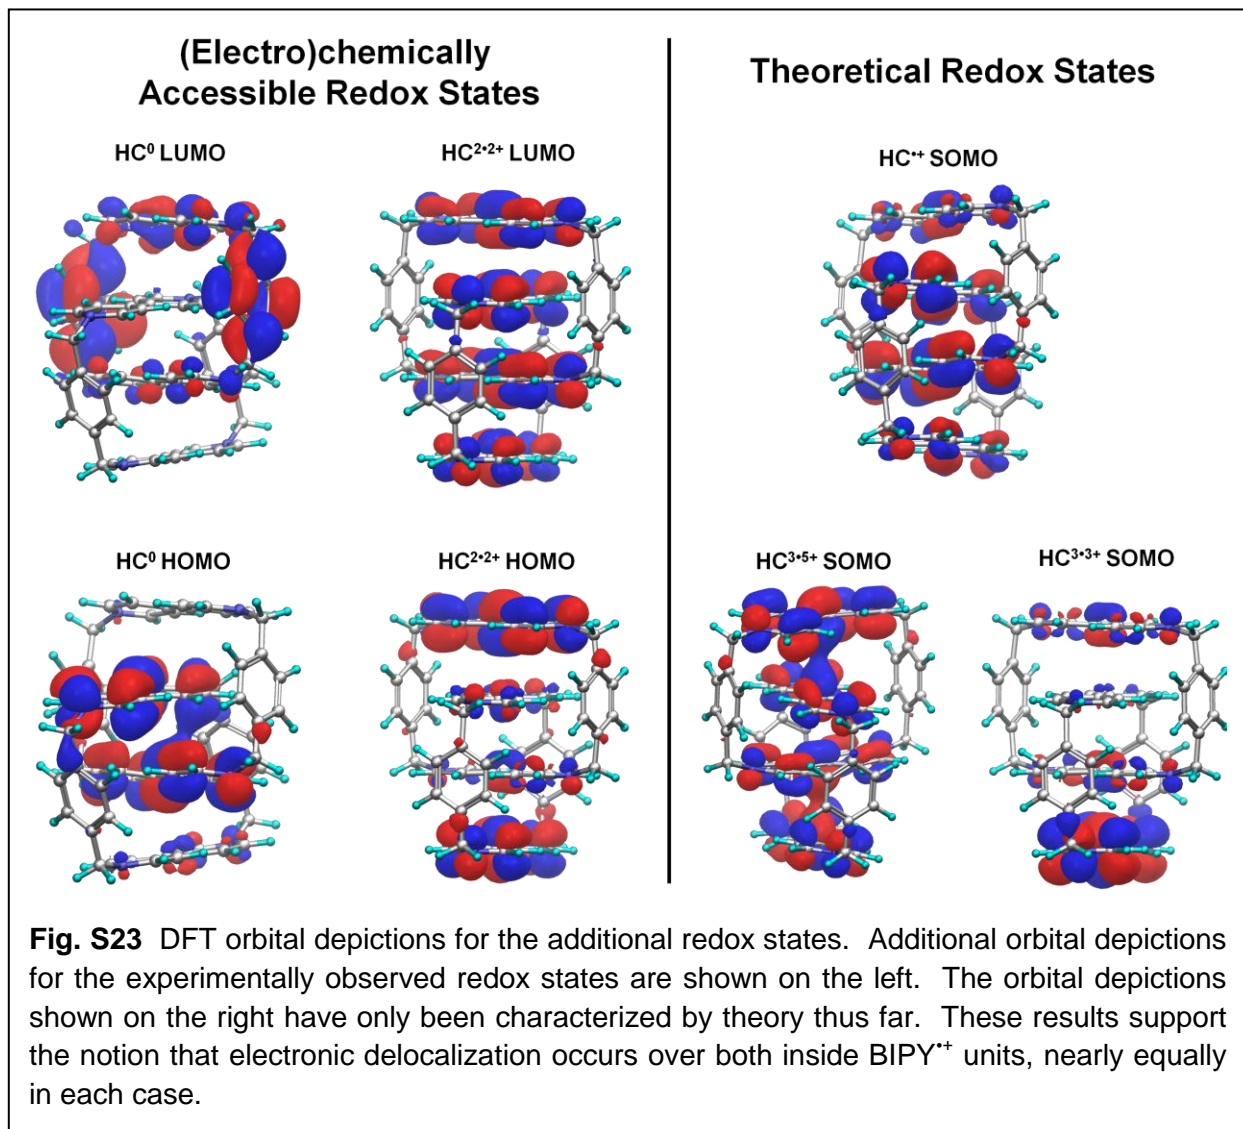 (Electro)chemically
Accessible Redox States
Theoretical Redox States
HC⁰ LUMO
HC²•²⁺ LUMO
HC•⁺ SOMO
HC⁰ HOMO
HC²•²⁺ HOMO
HC³•⁵⁺ SOMO
HC³•³⁺ SOMO
Fig. S23 DFT orbital depictions for the additional redox states. Additional orbital depictions
for the experimentally observed redox states are shown on the left. The orbital depictions
shown on the right have only been characterized by theory thus far. These results support
the notion that electronic delocalization occurs over both inside BIPY•⁺ units, nearly equally
in each case.